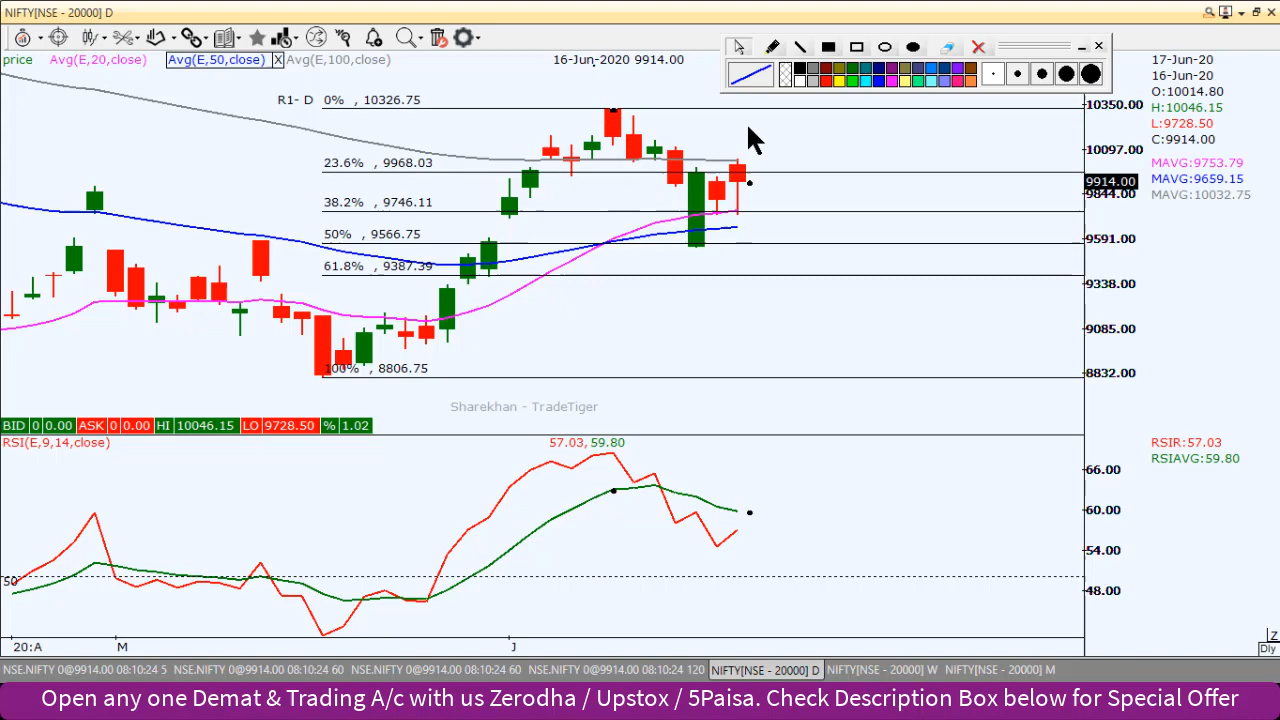 NIFTY[NSE - 20000] D
price Avg(E,20,close) Avg(E,50,close) X Avg(E,100,close) 16-Jun-2020 9914.00
17-Jun-20
16-Jun-20
O:10014.80
H:10046.15
L:9728.50
C:9914.00
MAVG:9753.79
MAVG:9659.15
MAVG:10032.75
R1- D 0% , 10326.75
23.6% , 9968.03
38.2% , 9746.11
50% , 9566.75
61.8% , 9387.39
100% , 8806.75
10350.00
10097.00
9914.00
9844.00
9591.00
9338.00
9085.00
8832.00
Sharekhan - TradeTiger
BID 0 0.00 ASK 0 0.00 HI 10046.15 LO 9728.50 % 1.02
RSI(E,9,14,close) 57.03, 59.80
RSIR:57.03
RSIAVG:59.80
66.00
60.00
54.00
48.00
50
20:A M J
Z
Dly
NSE.NIFTY 0@9914.00 08:10:24 5 NSE.NIFTY 0@9914.00 08:10:24 60 NSE.NIFTY 0@9914.00 08:10:24 60 NSE.NIFTY 0@9914.00 08:10:24 120 NIFTY[NSE - 20000] D NIFTY[NSE - 20000] W NIFTY[NSE - 20000] M
Open any one Demat & Trading A/c with us Zerodha / Upstox / 5Paisa. Check Description Box below for Special Offer